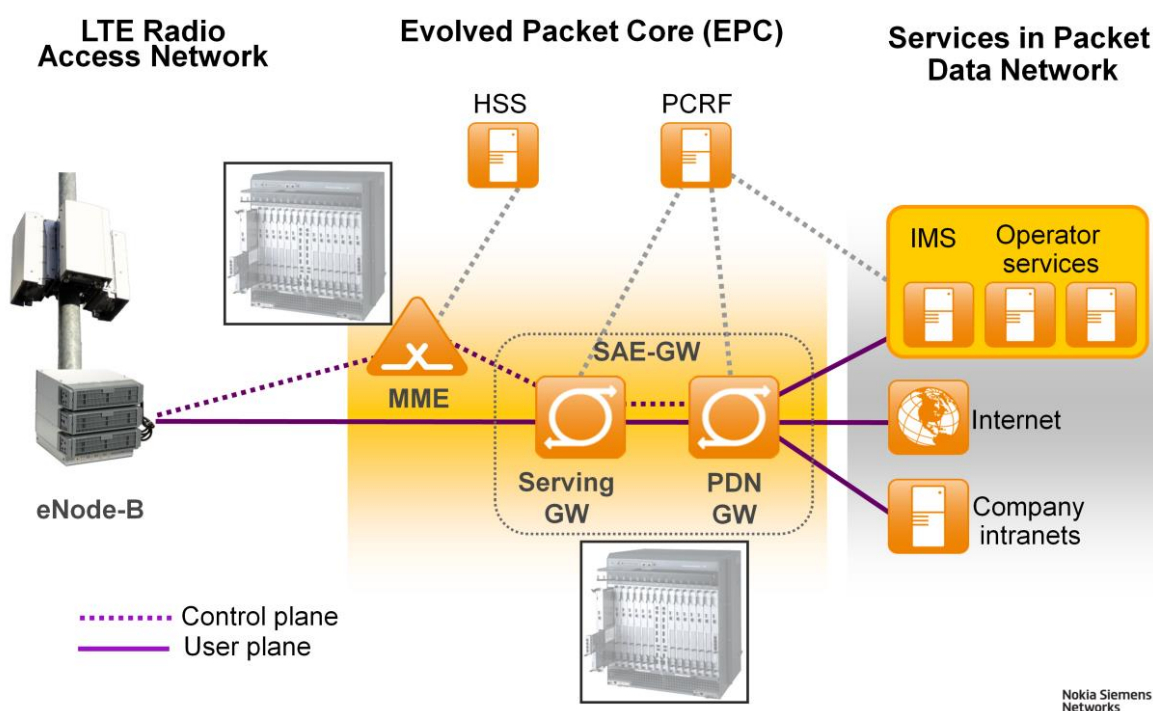 LTE Radio
Access Network
Evolved Packet Core (EPC)
Services in Packet
Data Network
HSS
PCRF
IMS
Operator
services
SAE-GW
MME
Serving
GW
PDN
GW
Internet
Company
intranets
eNode-B
Control plane
User plane
Nokia Siemens
Networks